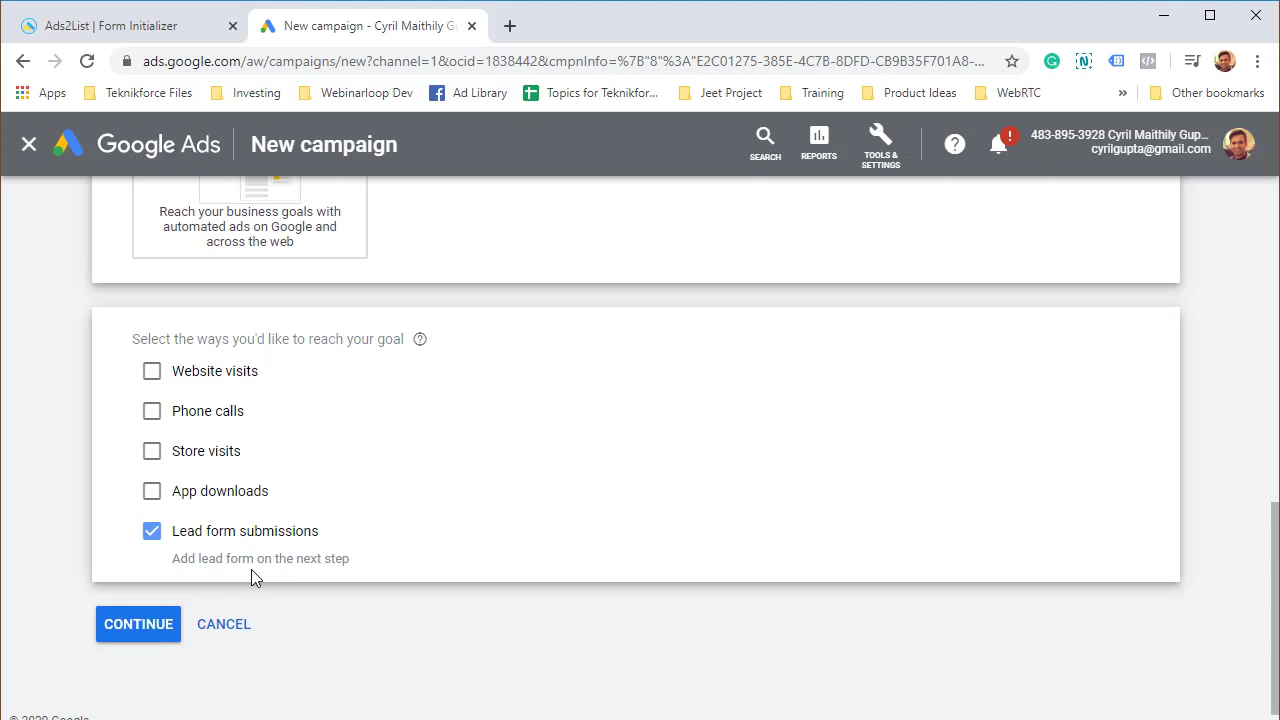 Ads2List | Form Initializer
New campaign - Cyril Maithily Gu
ads.google.com/aw/campaigns/new?channel=1&ocid=1838442&cmpnInfo=%7B"8"%3A"E2C01275-385E-4C7B-8DFD-CB9B35F701A6-...
Apps
Teknikforce Files
Investing
Webinarloop Dev
Ad Library
Topics for Teknikfor...
Jeet Project
Training
Product Ideas
WebRTC
»
Other bookmarks
Google Ads
New campaign
SEARCH
REPORTS
TOOLS &
SETTINGS
483-895-3928 Cyril Maithily Gup...
cyrilgupta@gmail.com
Reach your business goals with
automated ads on Google and
across the web
Select the ways you'd like to reach your goal
Website visits
Phone calls
Store visits
App downloads
Lead form submissions
Add lead form on the next step
CONTINUE
CANCEL
© 2020 Google